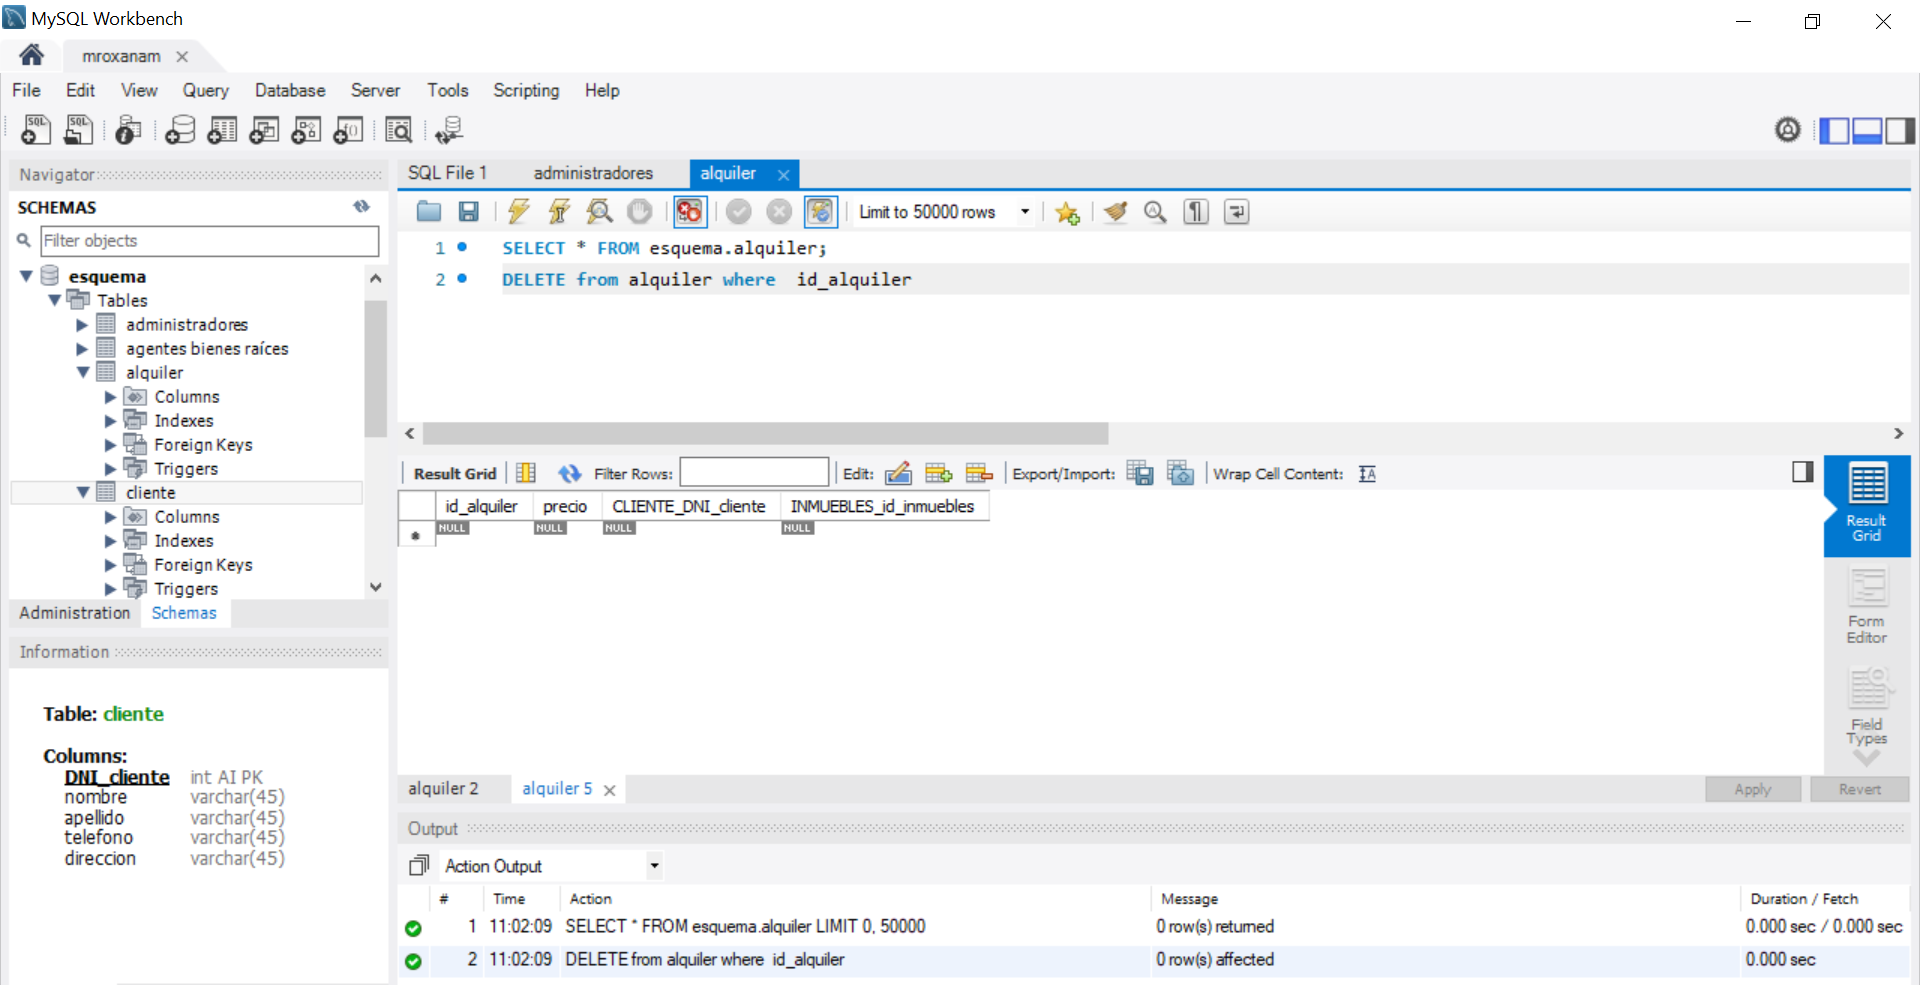 MySQL Workbench
mroxanam
File Edit View Query Database Server Tools Scripting Help
Navigator
SCHEMAS
Filter objects
esquema
Tables
administradores
agentes bienes raíces
alquiler
Columns
Indexes
Foreign Keys
Triggers
cliente
Columns
Indexes
Foreign Keys
Triggers
Administration Schemas
Information
Table: cliente
Columns:
DNI_cliente int AI PK
nombre varchar(45)
apellido varchar(45)
telefono varchar(45)
direccion varchar(45)
SQL File 1 administradores alquiler
Limit to 50000 rows
1 SELECT * FROM esquema.alquiler;
2 DELETE from alquiler where  id_alquiler
Result Grid Filter Rows: Edit: Export/Import: Wrap Cell Content:
id_alquiler precio CLIENTE_DNI_cliente INMUEBLES_id_inmuebles
NULL NULL NULL NULL
Result
Grid
Form
Editor
Field
Types
alquiler 2 alquiler 5 Apply Revert
Output
Action Output
# Time Action Message Duration / Fetch
1 11:02:09 SELECT * FROM esquema.alquiler LIMIT 0, 50000 0 row(s) returned 0.000 sec / 0.000 sec
2 11:02:09 DELETE from alquiler where  id_alquiler 0 row(s) affected 0.000 sec